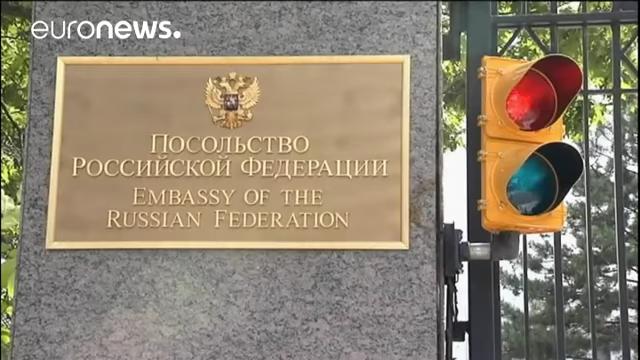 euronews.
ПОСОЛЬСТВО
РОССИЙСКОЙ ФЕДЕРАЦИИ
EMBASSY OF THE
RUSSIAN FEDERATION